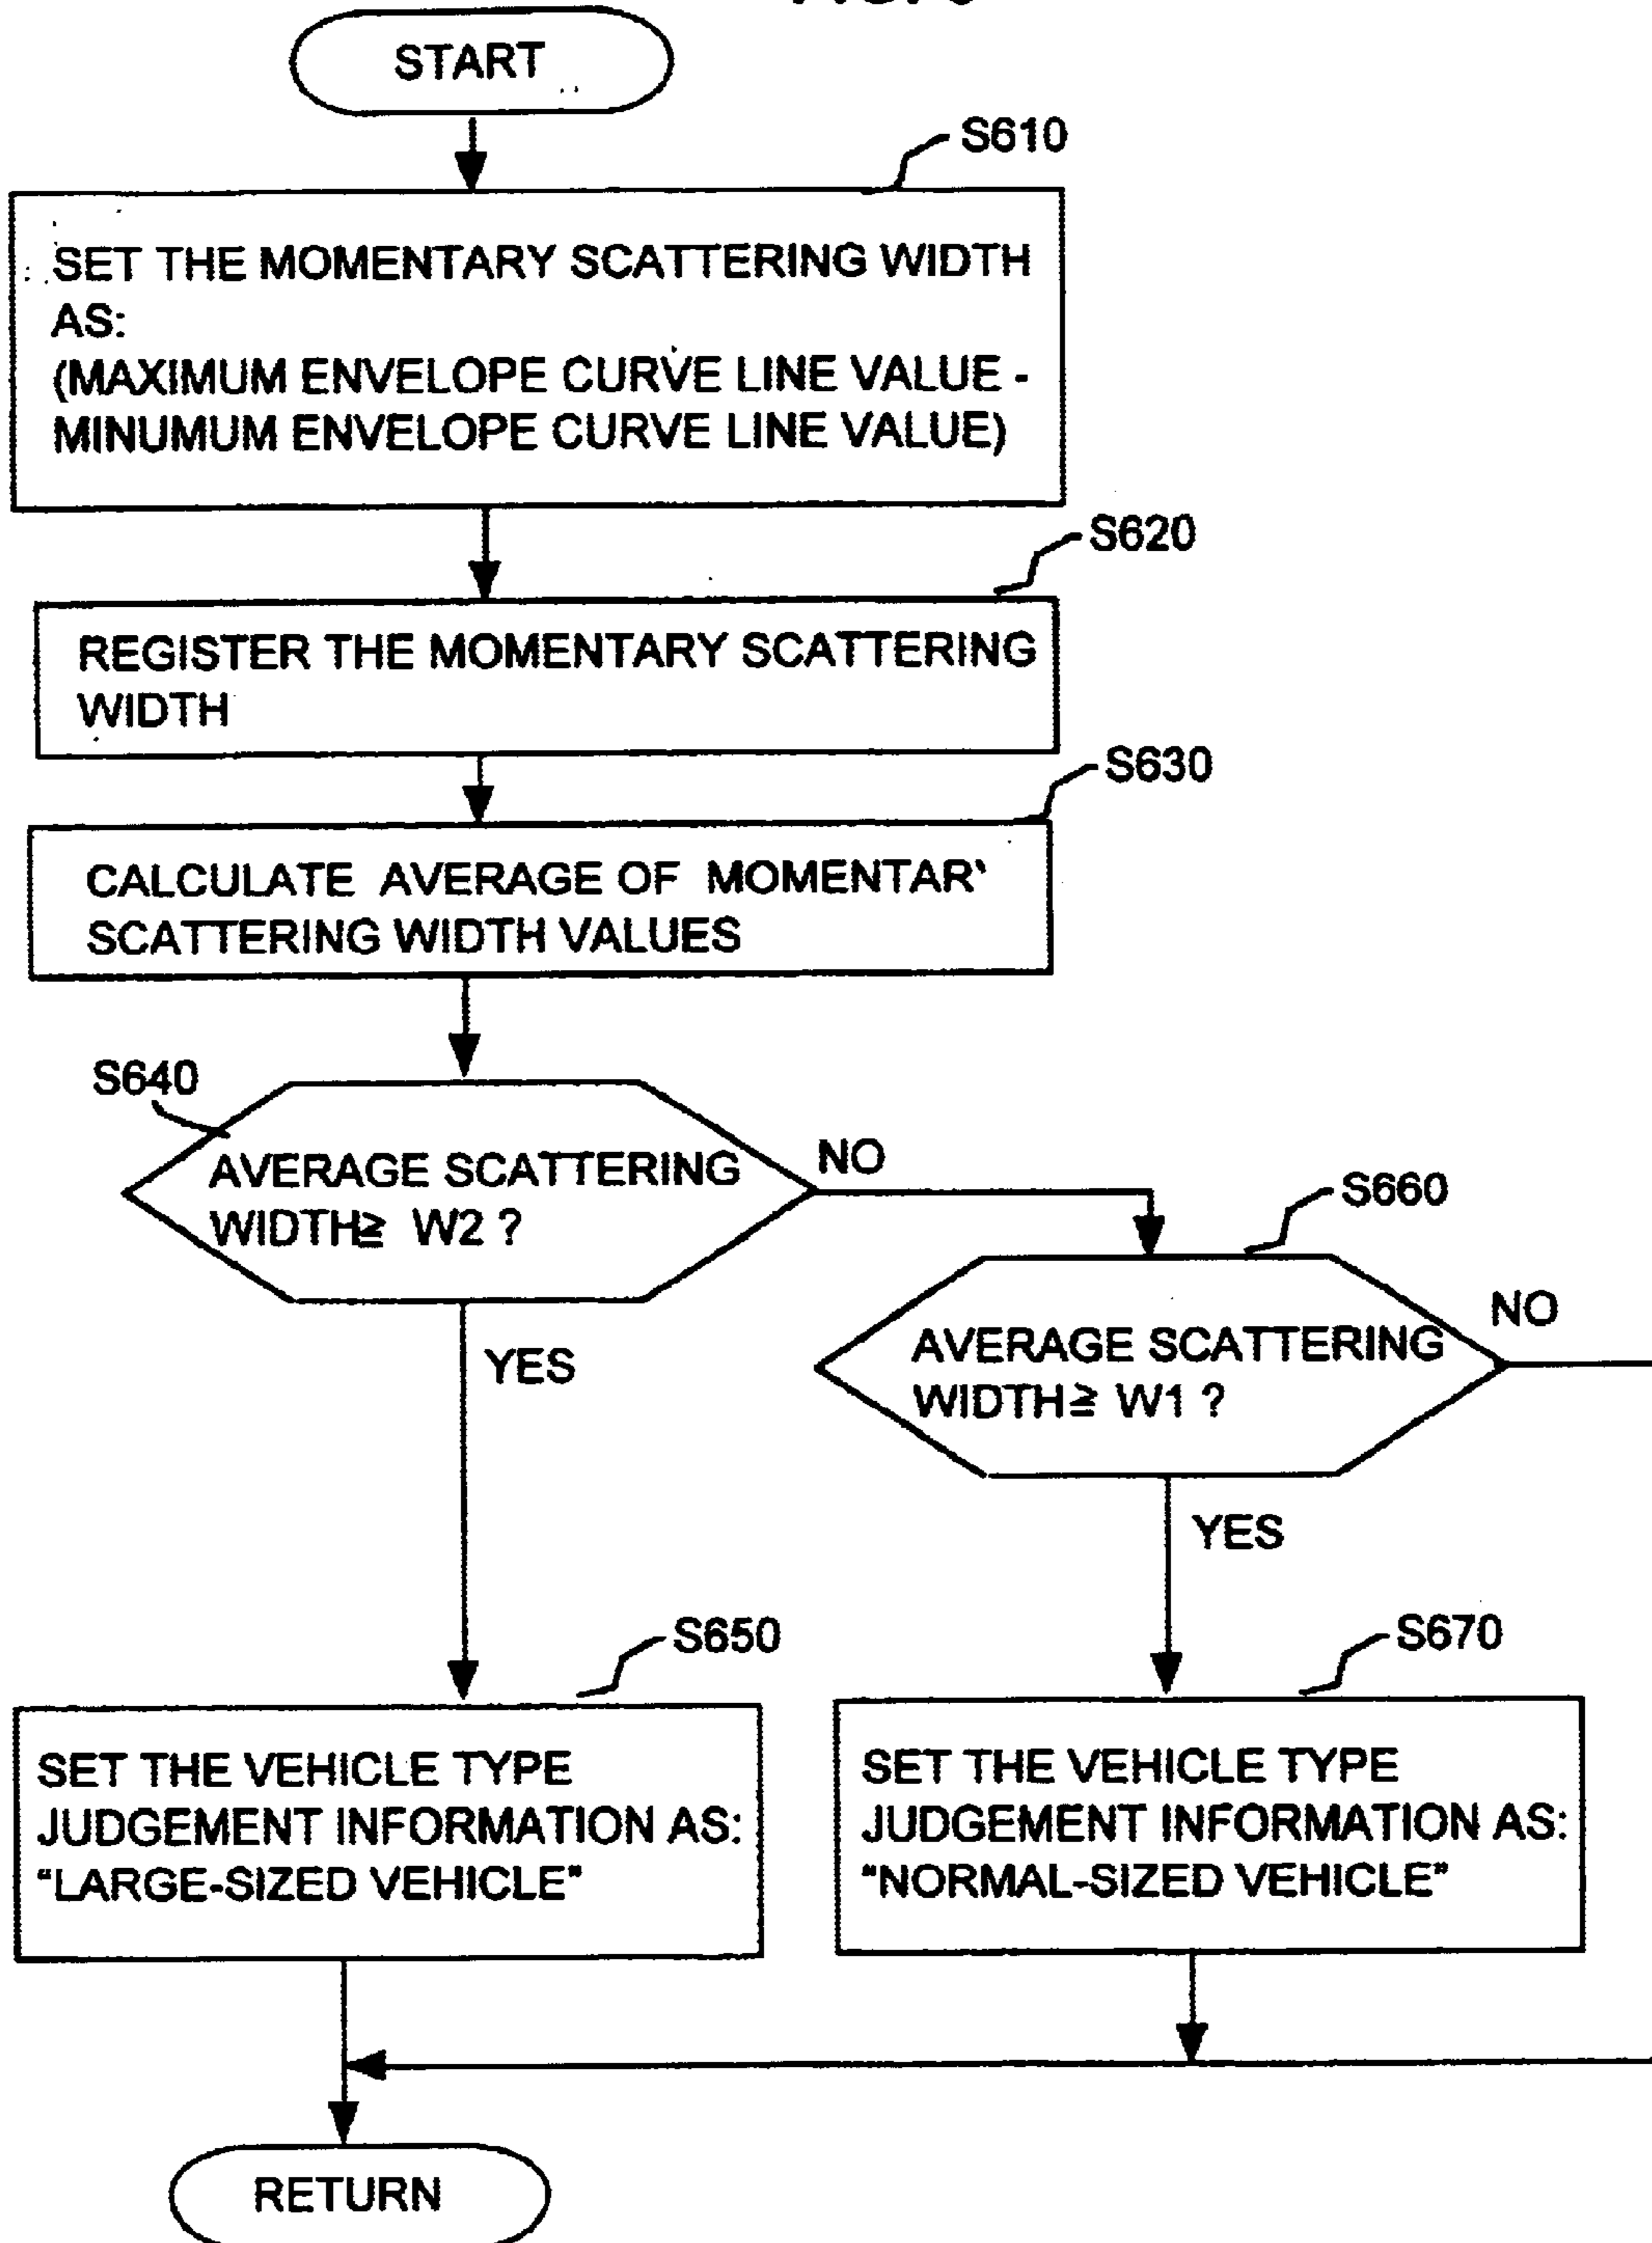 START
S610
SET THE MOMENTARY SCATTERING WIDTH
AS:
(MAXIMUM ENVELOPE CURVE LINE VALUE -
MINUMUM ENVELOPE CURVE LINE VALUE)
S620
REGISTER THE MOMENTARY SCATTERING
WIDTH
S630
CALCULATE AVERAGE OF MOMENTAR
SCATTERING WIDTH VALUES
S640
AVERAGE SCATTERING
WIDTH≧ W2 ?
NO
S660
AVERAGE SCATTERING
WIDTH≧ W1 ?
NO
YES
YES
S650
S670
SET THE VEHICLE TYPE
JUDGEMENT INFORMATION AS:
"LARGE-SIZED VEHICLE"
SET THE VEHICLE TYPE
JUDGEMENT INFORMATION AS:
"NORMAL-SIZED VEHICLE"
RETURN